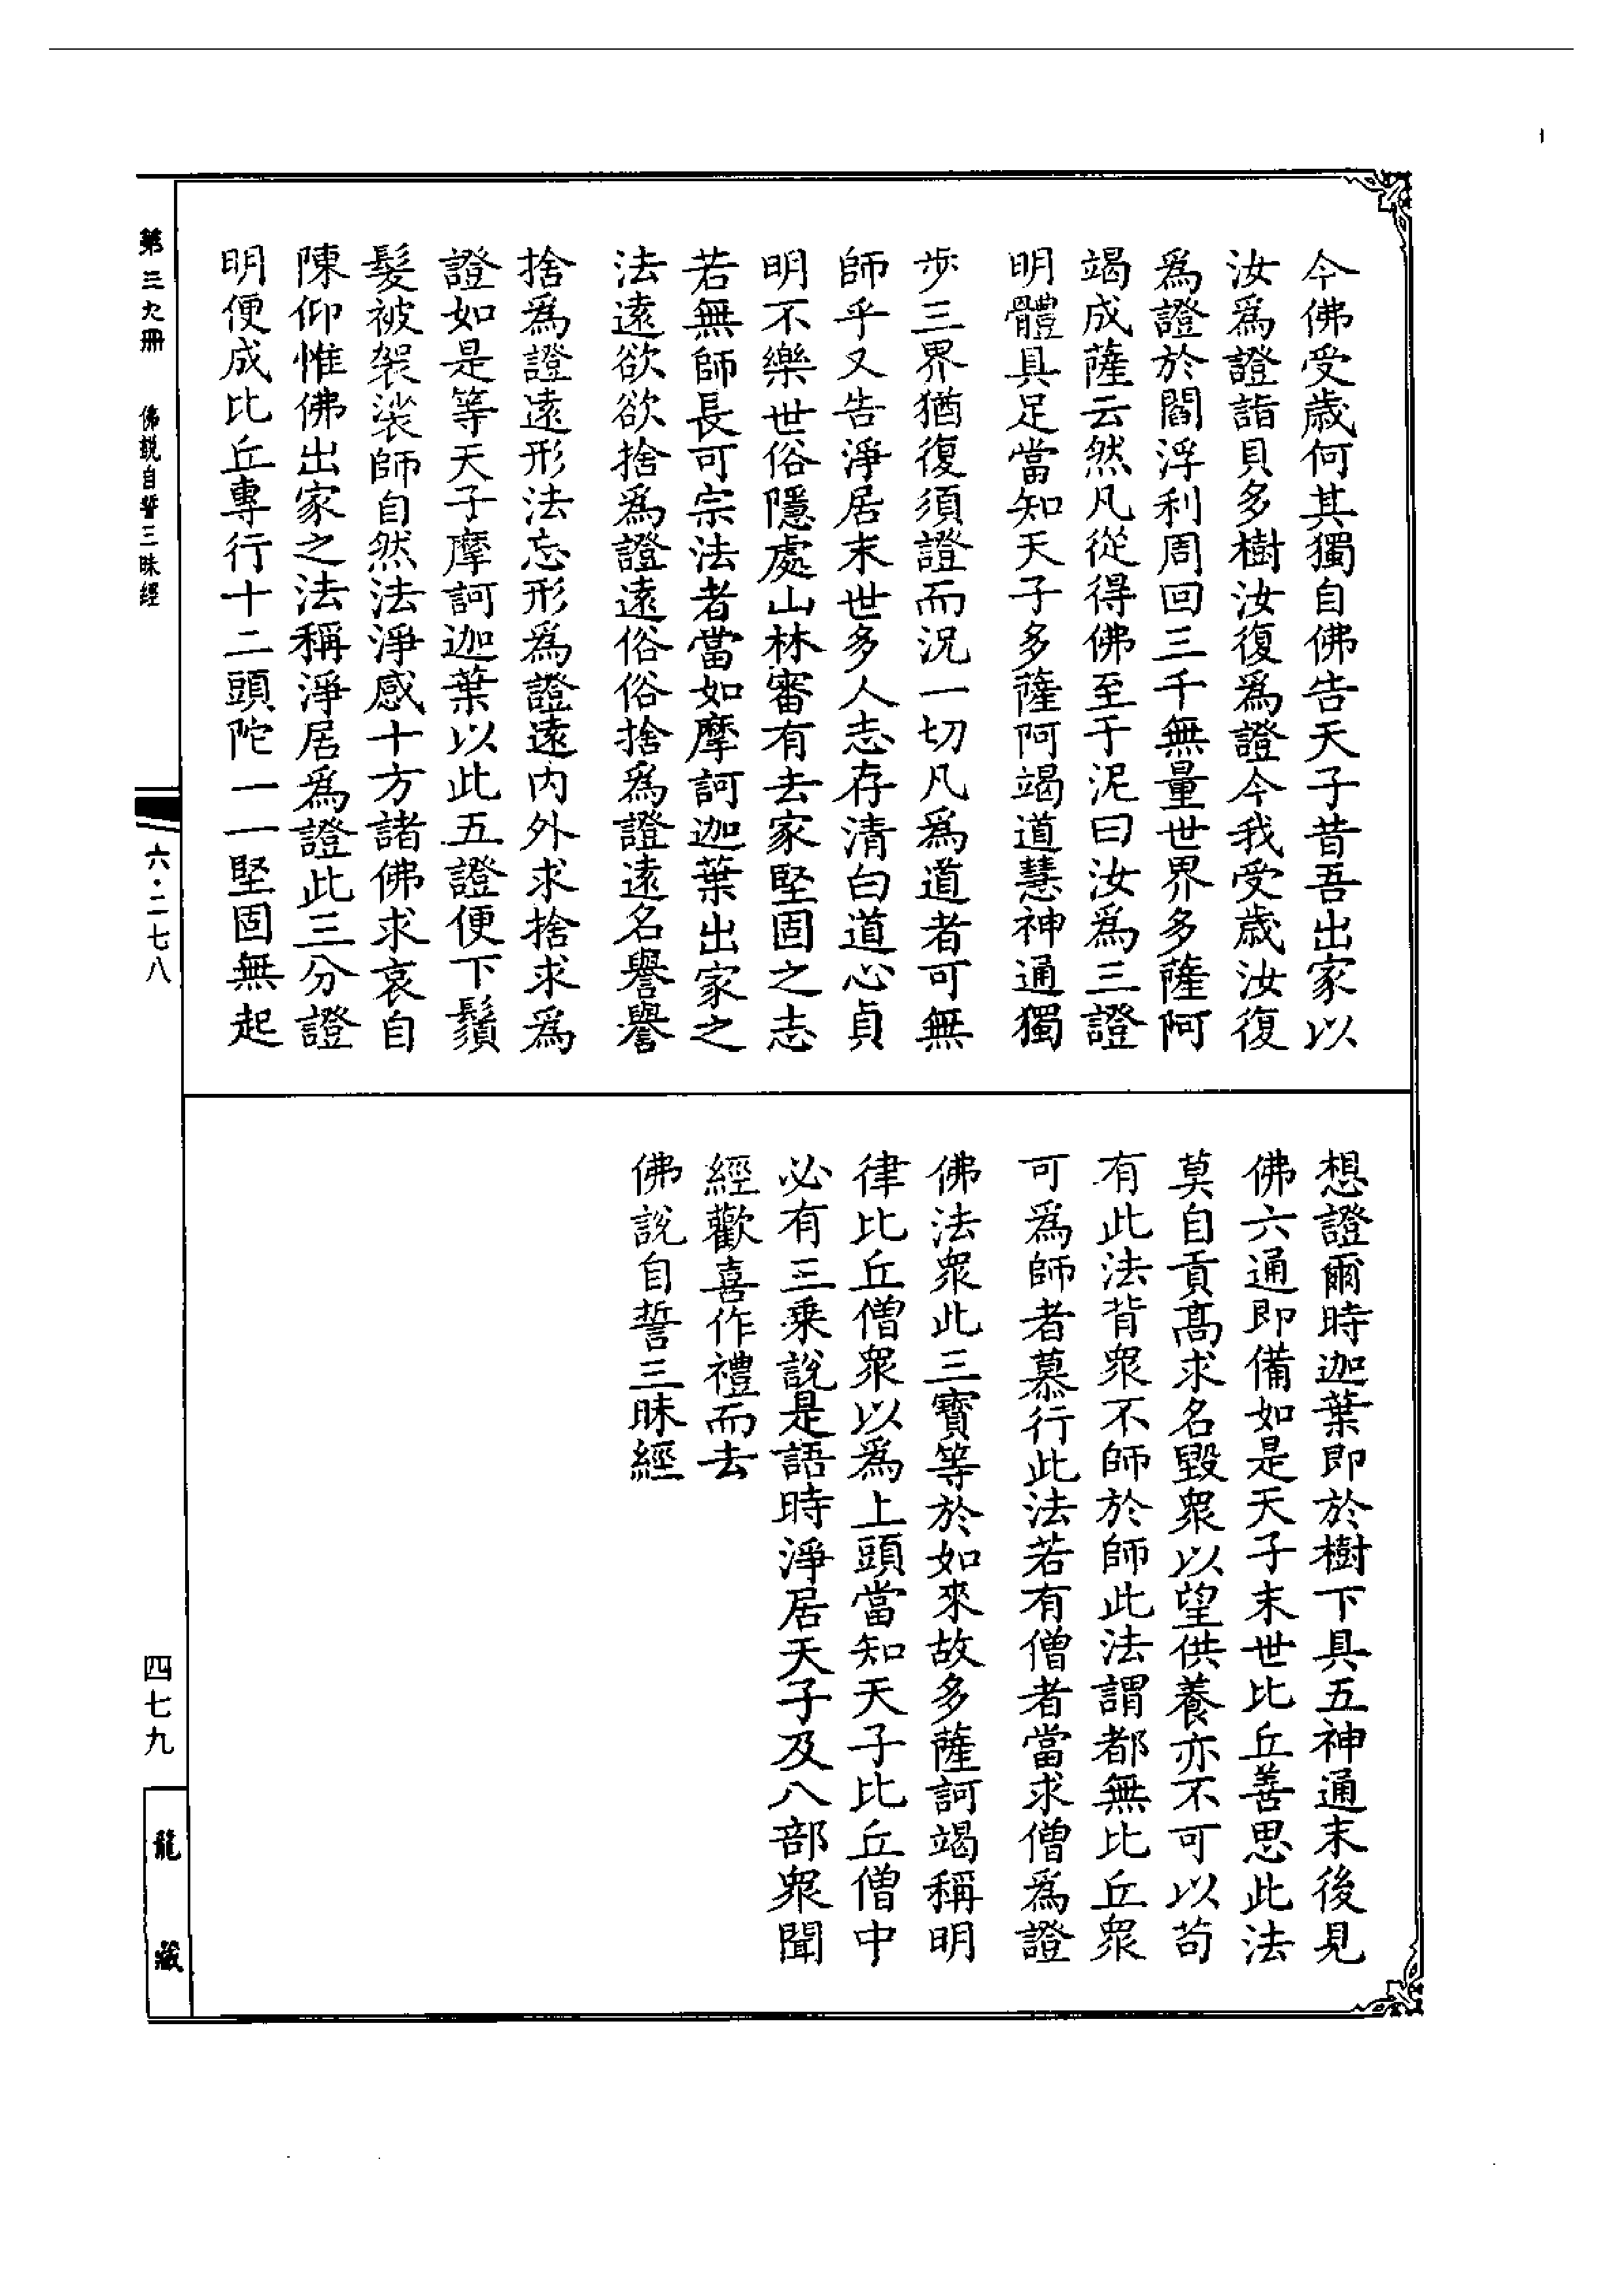 今佛受歲何其獨自佛告天子昔吾出家以
汝爲證詣貝多樹汝復爲證今我受歲汝復
爲證於閻浮利周回三千無量世界多薩阿
竭成薩云然凡從得佛至于泥曰汝爲三證
明體具足當知天子多薩阿竭道慧神通獨
步三界猶復須證而況一切凡爲道者可無
師乎又告淨居末世多人志存清白道心貞
明不樂世俗隱處山林審有去家堅固之志
若無師長可宗法者當如摩訶迦葉出家之
法遠欲欲捨爲證遠俗俗捨爲證遠名譽譽
捨爲證遠形法忘形爲證遠內外求捨求爲
證如是等天子摩訶迦葉以此五證便下鬚
髮被袈裟師自然法淨感十方諸佛求哀自
陳仰惟佛出家之法稱淨居爲證此三分證
明便成比丘專行十二頭陀一一堅固無起
想證爾時迦葉即於樹下具五神通末後見
佛六通即備如是天子末世比丘善思此法
莫自貢高求名毀衆以望供養亦不可以苟
有此法背衆不師於師此法謂都無比丘衆
可爲師者慕行此法若有僧者當求僧爲證
佛法衆此三寶等於如來故多薩訶竭稱明
律比丘僧衆以爲上頭當知天子比丘僧中
必有三乘說是語時淨居天子及八部衆聞
經歡喜作禮而去
佛說自誓三昧經
第三九冊 佛說自誓三昧經
六·二七八
四七九
龍藏